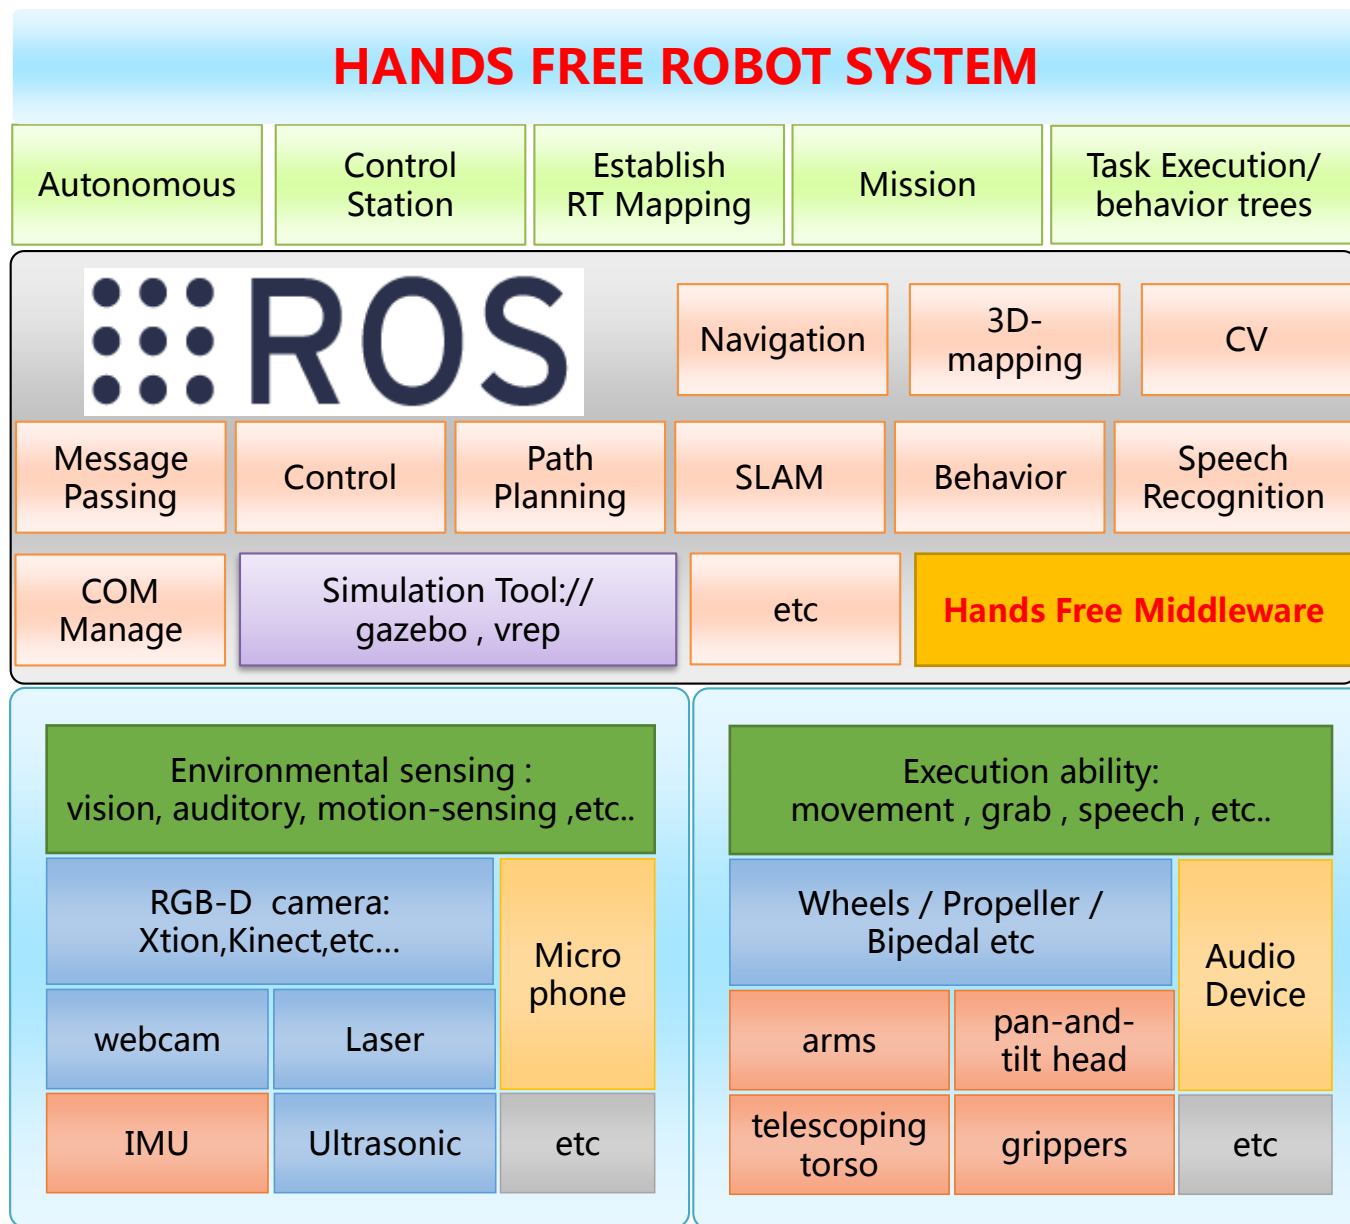 HANDS FREE ROBOT SYSTEM
Autonomous
Control
Station
Establish
RT Mapping
Mission
Task Execution/
behavior trees
ROS
Navigation
3D-
mapping
CV
Message
Passing
Control
Path
Planning
SLAM
Behavior
Speech
Recognition
COM
Manage
Simulation Tool://
gazebo , vrep
etc
Hands Free Middleware
Environmental sensing :
vision, auditory, motion-sensing ,etc..
RGB-D  camera:
Xtion,Kinect,etc...
Micro
phone
webcam
Laser
IMU
Ultrasonic
etc
Execution ability:
movement , grab , speech , etc..
Wheels / Propeller /
Bipedal etc
Audio
Device
arms
pan-and-
tilt head
telescoping
torso
grippers
etc